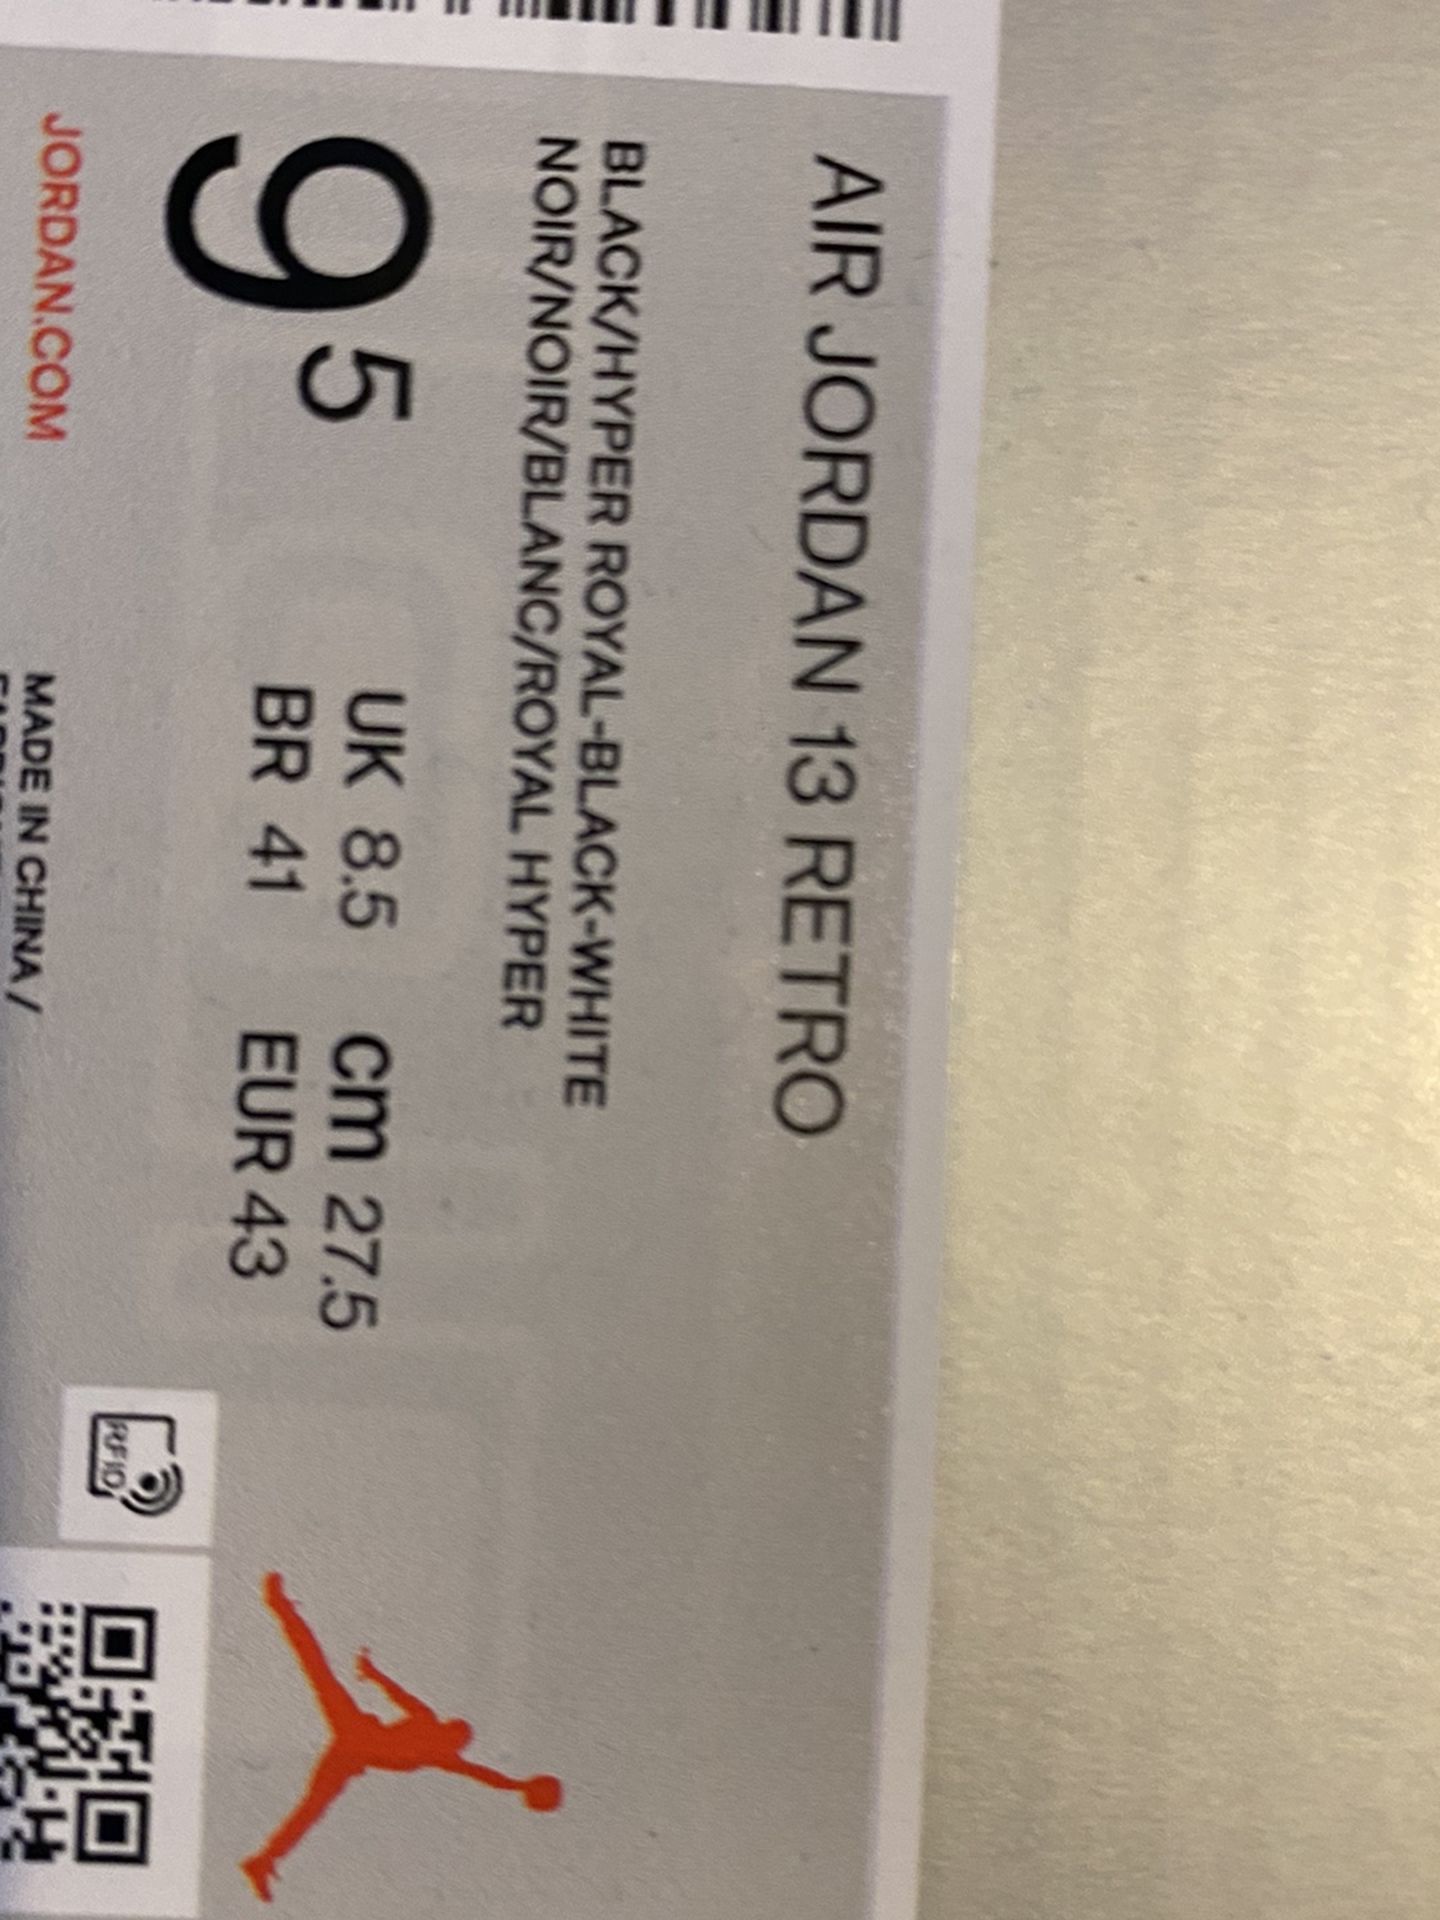 AIR JORDAN 13 RETRO
BLACK/HYPER ROYAL-BLACK-WHITE
NOIR/NOIR/BLANC/ROYAL HYPER
9 5
UK 8.5 cm 27.5
BR 41 EUR 43
JORDAN.COM
MADE IN CHINA /
RFID